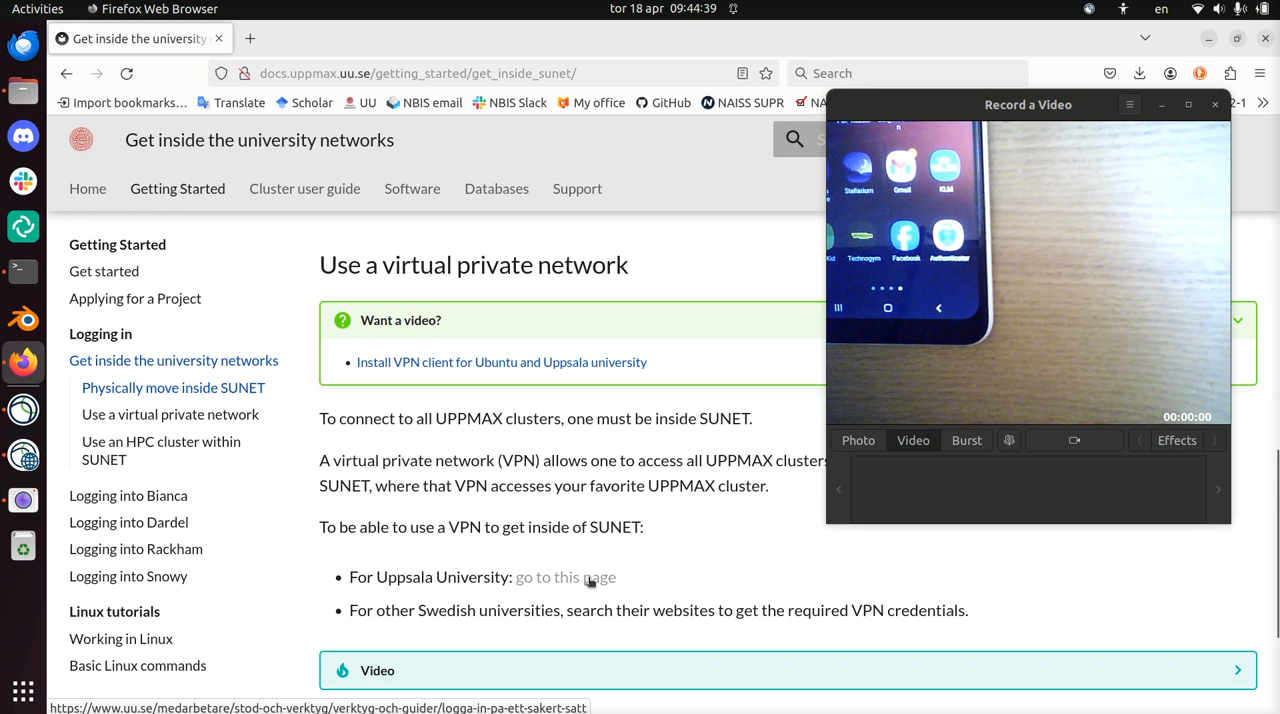 Activities
Firefox Web Browser
tor 18 apr 09:44:39
en
Get inside the university
docs.uppmax.uu.se/getting_started/get_inside_sunet/
Search
Import bookmarks...
Translate
Scholar
UU
NBIS email
NBIS Slack
My office
GitHub
NAISS SUPR
NA
2-1
Record a Video
Get inside the university networks
S
Home
Getting Started
Cluster user guide
Software
Databases
Support
Stellarium
Gmail
KLM
Kid
Technogym
Facebook
Authenticator
00:00:00
Photo
Video
Burst
Effects
Getting Started
Get started
Applying for a Project
Logging in
Get inside the university networks
Physically move inside SUNET
Use a virtual private network
Use an HPC cluster within
SUNET
Logging into Bianca
Logging into Dardel
Logging into Rackham
Logging into Snowy
Linux tutorials
Working in Linux
Basic Linux commands
Use a virtual private network
Want a video?
Install VPN client for Ubuntu and Uppsala university
To connect to all UPPMAX clusters, one must be inside SUNET.
A virtual private network (VPN) allows one to access all UPPMAX clusters
SUNET, where that VPN accesses your favorite UPPMAX cluster.
To be able to use a VPN to get inside of SUNET:
For Uppsala University: go to this page
For other Swedish universities, search their websites to get the required VPN credentials.
Video
https://www.uu.se/medarbetare/stod-och-verktyg/verktyg-och-guider/logga-in-pa-ett-sakert-satt